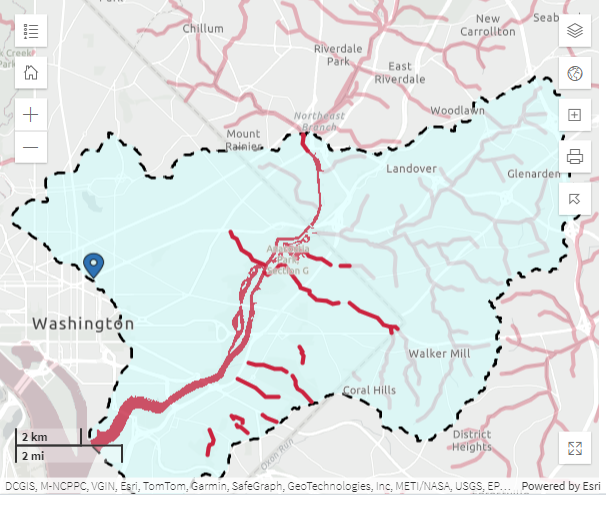 New
Carrollton
Seab
Chillum
Riverdale
Park
East
Riverdale
Creek
Northeast
Branch
Woodlawn
Mount
Rainier
Landover
Glenarden
Anacostia
Park
Section G
Washington
Walker Mill
Coral Hills
District
Heights
Oxon Run
2 km
2 mi
DCGIS, M-NCPPC, VGIN, Esri, TomTom, Garmin, SafeGraph, GeoTechnologies, Inc, METI/NASA, USGS, EP... Powered by Esri